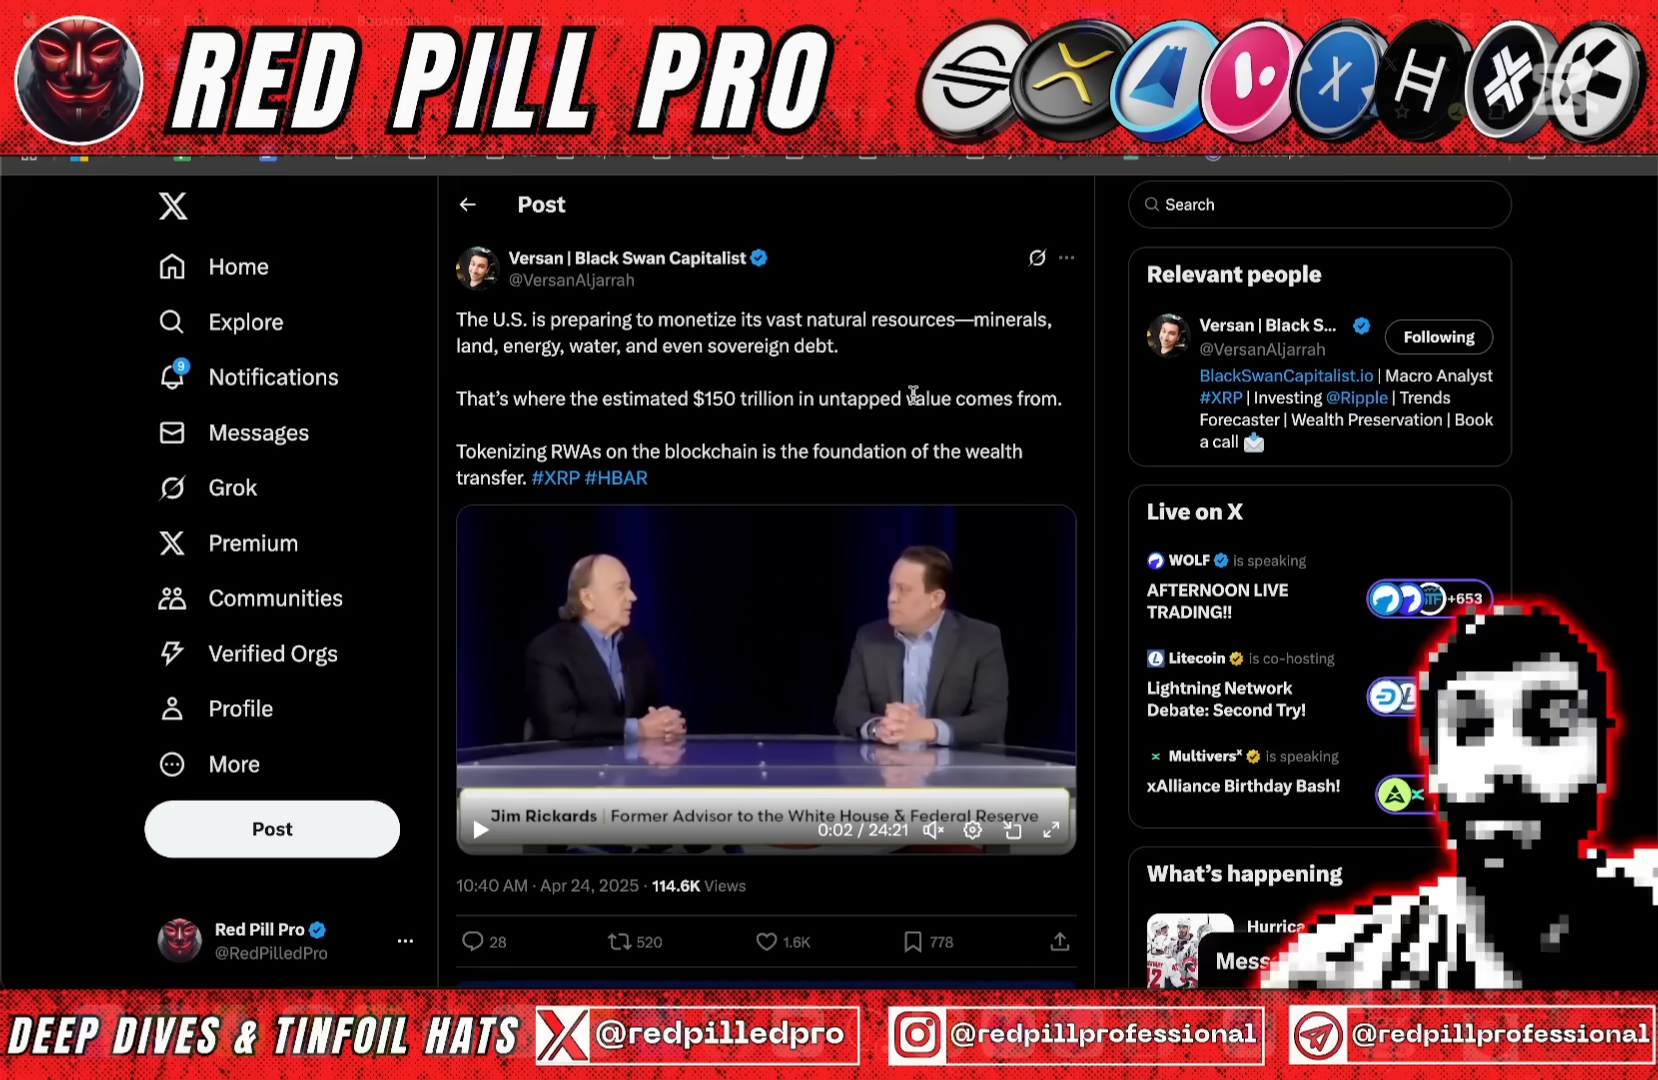 RED PILL PRO
Post
Search
Home
Explore
9
Notifications
Messages
Grok
Premium
Communities
Verified Orgs
Profile
More
Post
Red Pill Pro
@RedPilledPro
Versan | Black Swan Capitalist
@VersanAljarrah
The U.S. is preparing to monetize its vast natural resources—minerals,
land, energy, water, and even sovereign debt.
That's where the estimated $150 trillion in untapped value comes from.
Tokenizing RWAs on the blockchain is the foundation of the wealth
transfer. #XRP #HBAR
Jim Rickards | Former Advisor to the White House & Federal Reserve
0:02 / 24:21
10:40 AM · Apr 24, 2025 · 114.6K Views
28
520
1.6K
778
Relevant people
Versan | Black S...
@VersanAljarrah
Following
BlackSwanCapitalist.io | Macro Analyst
#XRP | Investing @Ripple | Trends
Forecaster | Wealth Preservation | Book
a call
Live on X
WOLF is speaking
AFTERNOON LIVE
TRADING!!
+653
Litecoin is co-hosting
Lightning Network
Debate: Second Try!
Multiversˣ is speaking
xAlliance Birthday Bash!
What's happening
Hurrica
Mess
DEEP DIVES & TINFOIL HATS
@redpilledpro
@redpillprofessional
@redpillprofessional